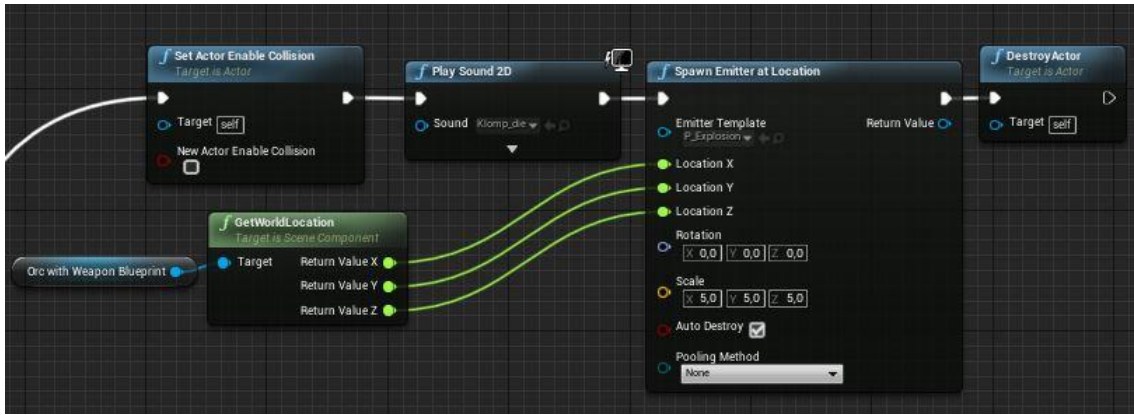 Set Actor Enable Collision
Target is Actor
Target self
New Actor Enable Collision
Play Sound 2D
Sound Klomp_die
Spawn Emitter at Location
Emitter Template
P_Explosion
Return Value
Location X
Location Y
Location Z
Rotation
X 0,0 Y 0,0 Z 0,0
Scale
X 5,0 Y 5,0 Z 5,0
Auto Destroy
Pooling Method
None
DestroyActor
Target is Actor
Target self
GetWorldLocation
Target is Scene Component
Target Return Value X
Return Value Y
Return Value Z
Orc with Weapon Blueprint